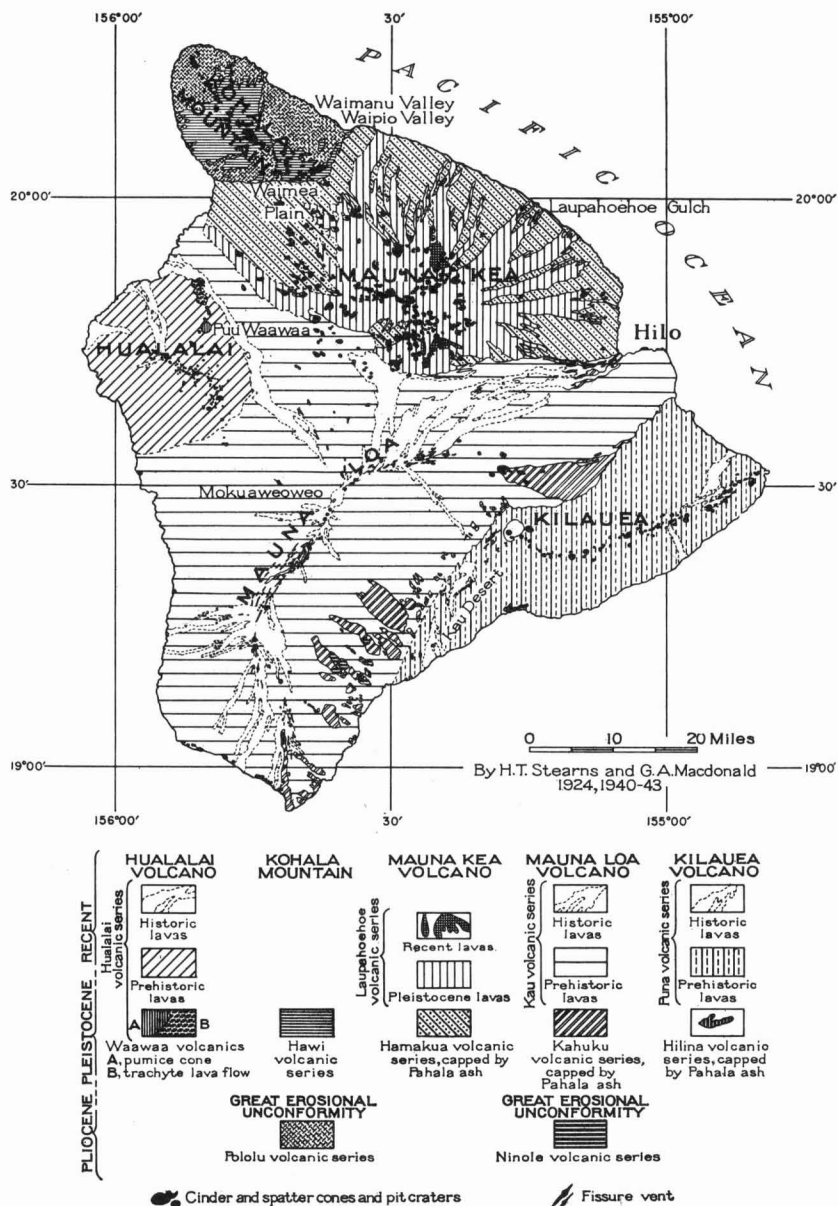 156°00'
30'
155°00'
PACIFIC OCEAN
KOHALA
MOUNTAIN
Waimanu Valley
Waipio Valley
20°00'
20°00'
Waimea
Plain
Laupahoehoe Gulch
MAUNA KEA
Puu Waawaa
HUALALAI
Hilo
MAUNA LOA
30'
Mokuaweoweo
30'
KILAUEA
Kau Desert
0 10 20 Miles
19°00'
By H.T. Stearns and G.A. Macdonald
1924, 1940-43
19°00'
156°00'
30'
155°00'
PLIOCENE PLEISTOCENE RECENT
HUALALAI
VOLCANO
Hualalai
volcanic series
Historic
lavas
Prehistoric
lavas
A B
Waawaa volcanics
A, pumice cone
B, trachyte lava flow
KOHALA
MOUNTAIN
Hawi
volcanic
series
GREAT EROSIONAL
UNCONFORMITY
Pololu volcanic series
MAUNA KEA
VOLCANO
Laupahoehoe
volcanic series
Recent lavas.
Pleistocene lavas
Hamakua volcanic
series, capped by
Pahala ash
MAUNA LOA
VOLCANO
Kau volcanic series
Historic
lavas
Prehistoric
lavas
Kahuku
volcanic series,
capped by
Pahala ash
GREAT EROSIONAL
UNCONFORMITY
Ninole volcanic series
KILAUEA
VOLCANO
Puna volcanic series
Historic
lavas
Prehistoric
lavas
Hilina volcanic
series, capped
by Pahala ash
Cinder and spatter cones and pit craters
Fissure vent